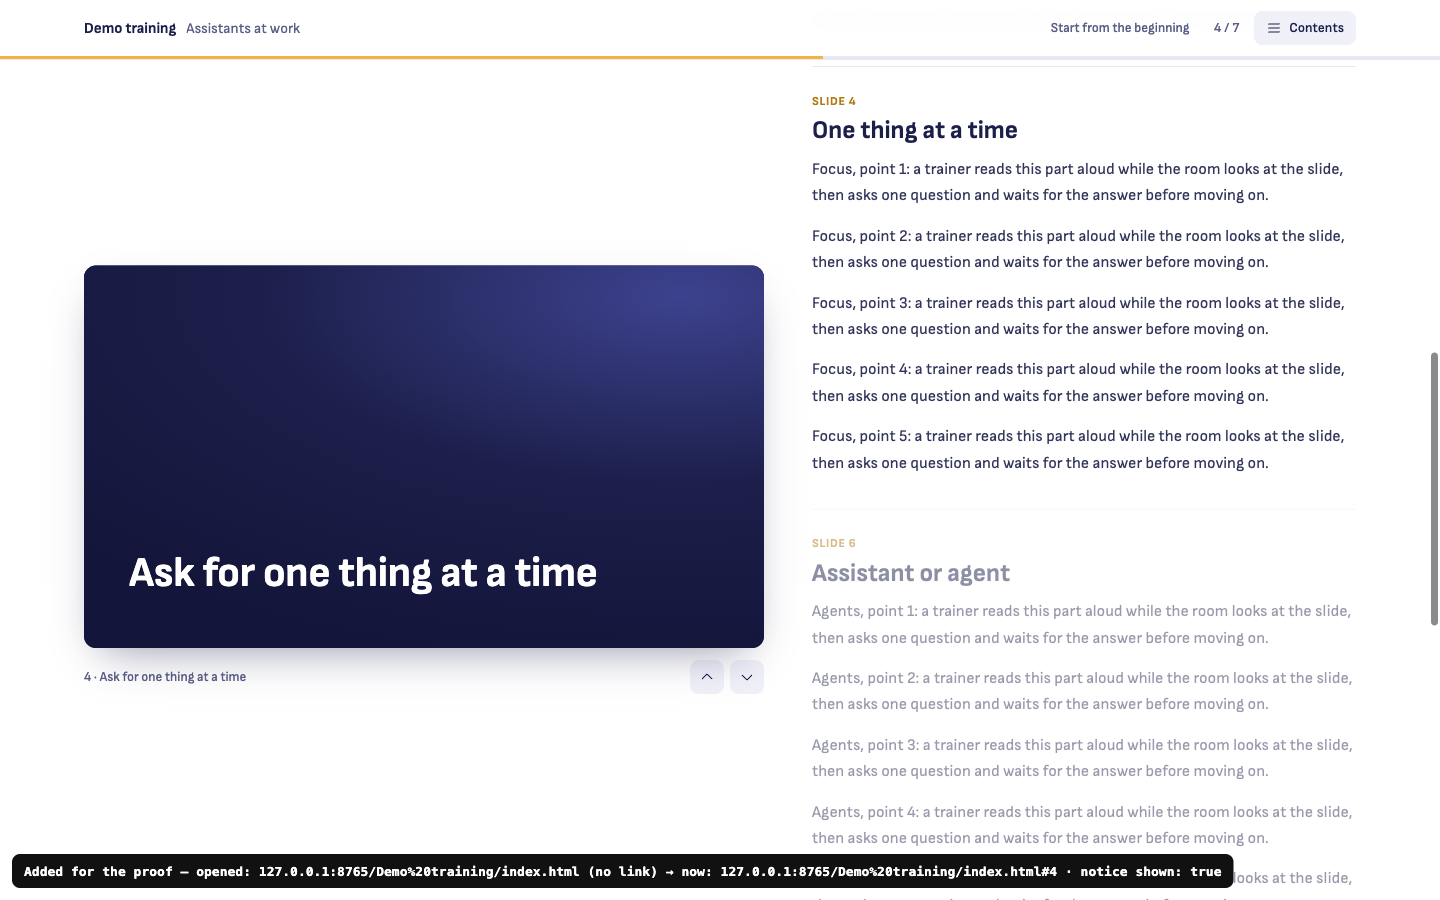 Demo training Assistants at work
Start from the beginning 4 / 7 Contents
Ask for one thing at a time
4 · Ask for one thing at a time
SLIDE 4
One thing at a time
Focus, point 1: a trainer reads this part aloud while the room looks at the slide,
then asks one question and waits for the answer before moving on.
Focus, point 2: a trainer reads this part aloud while the room looks at the slide,
then asks one question and waits for the answer before moving on.
Focus, point 3: a trainer reads this part aloud while the room looks at the slide,
then asks one question and waits for the answer before moving on.
Focus, point 4: a trainer reads this part aloud while the room looks at the slide,
then asks one question and waits for the answer before moving on.
Focus, point 5: a trainer reads this part aloud while the room looks at the slide,
then asks one question and waits for the answer before moving on.
SLIDE 6
Assistant or agent
Agents, point 1: a trainer reads this part aloud while the room looks at the slide,
then asks one question and waits for the answer before moving on.
Agents, point 2: a trainer reads this part aloud while the room looks at the slide,
then asks one question and waits for the answer before moving on.
Agents, point 3: a trainer reads this part aloud while the room looks at the slide,
then asks one question and waits for the answer before moving on.
Agents, point 4: a trainer reads this part aloud while the room looks at the slide,
then asks one question and waits for the answer before moving on.
looks at the slide,
Added for the proof — opened: 127.0.0.1:8765/Demo%20training/index.html (no link) → now: 127.0.0.1:8765/Demo%20training/index.html#4 · notice shown: true